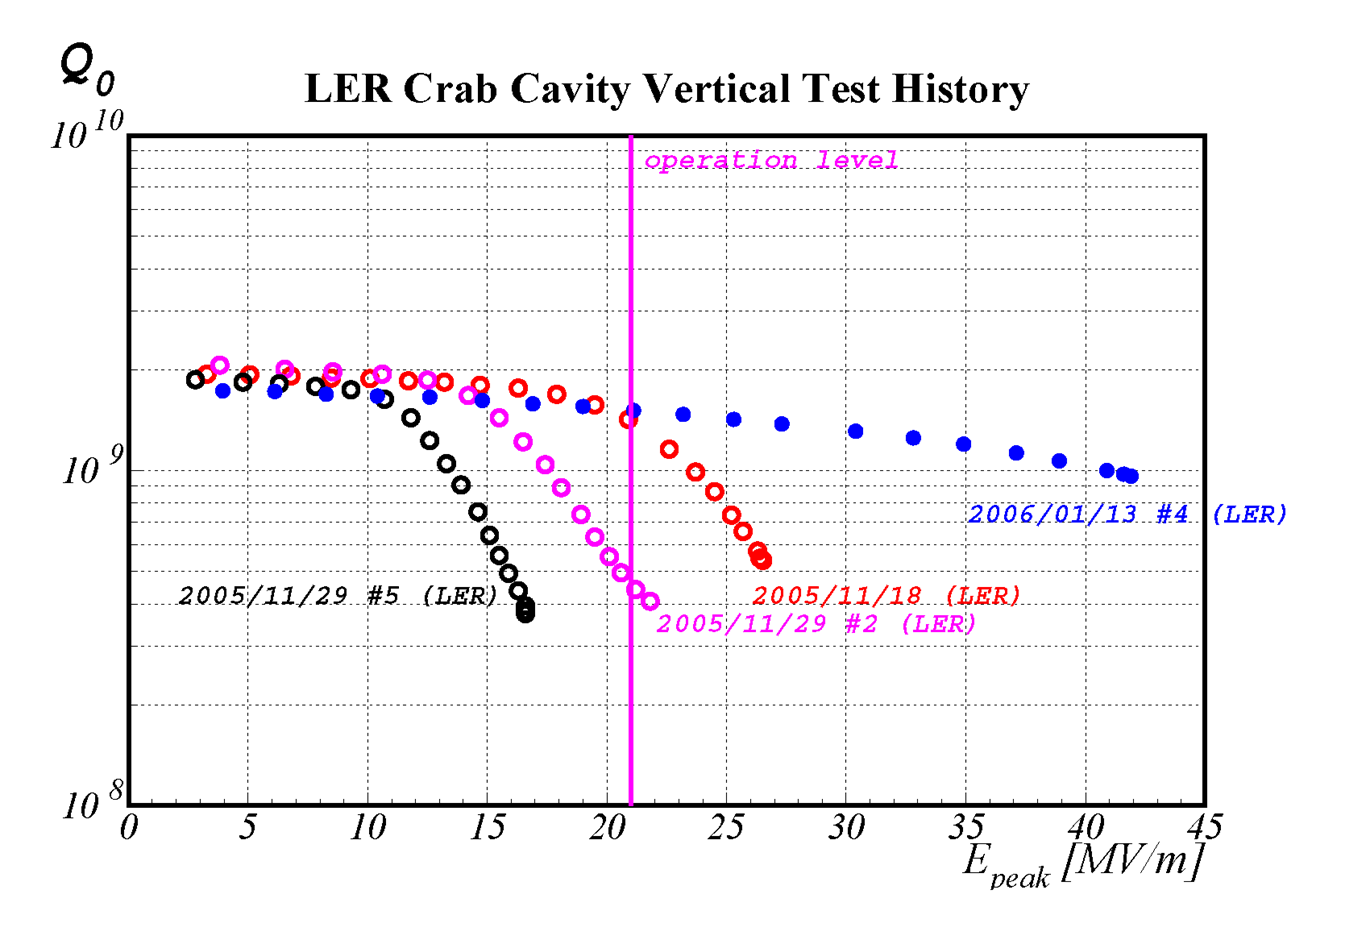 Q0
LER Crab Cavity Vertical Test History
10^10
operation level
10^9
2006/01/13 #4 (LER)
2005/11/29 #5 (LER)
2005/11/18 (LER)
2005/11/29 #2 (LER)
10^8
0 5 10 15 20 25 30 35 40 45
Epeak [MV/m]